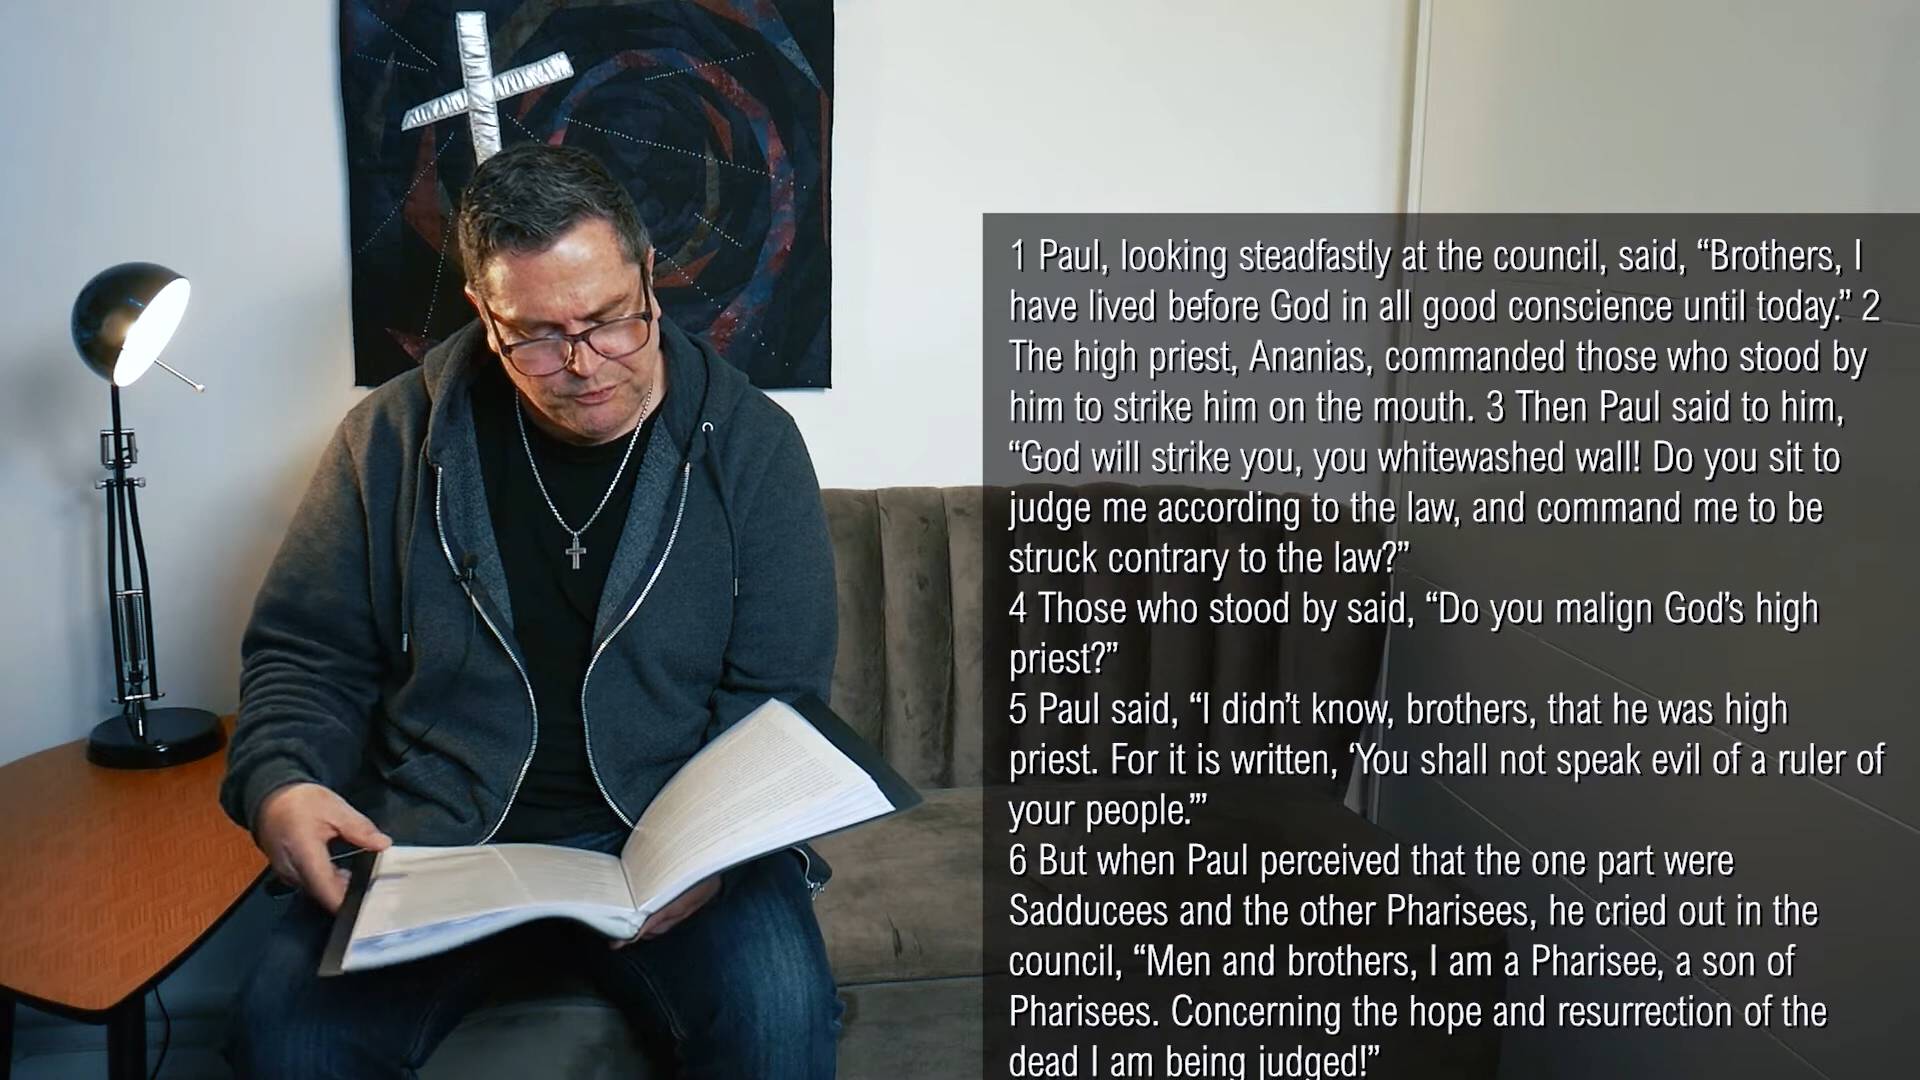 1 Paul, looking steadfastly at the council, said, “Brothers, I
have lived before God in all good conscience until today.” 2
The high priest, Ananias, commanded those who stood by
him to strike him on the mouth. 3 Then Paul said to him,
“God will strike you, you whitewashed wall! Do you sit to
judge me according to the law, and command me to be
struck contrary to the law?”
4 Those who stood by said, “Do you malign God’s high
priest?”
5 Paul said, “I didn’t know, brothers, that he was high
priest. For it is written, ‘You shall not speak evil of a ruler of
your people.’”
6 But when Paul perceived that the one part were
Sadducees and the other Pharisees, he cried out in the
council, “Men and brothers, I am a Pharisee, a son of
Pharisees. Concerning the hope and resurrection of the
dead I am being judged!”